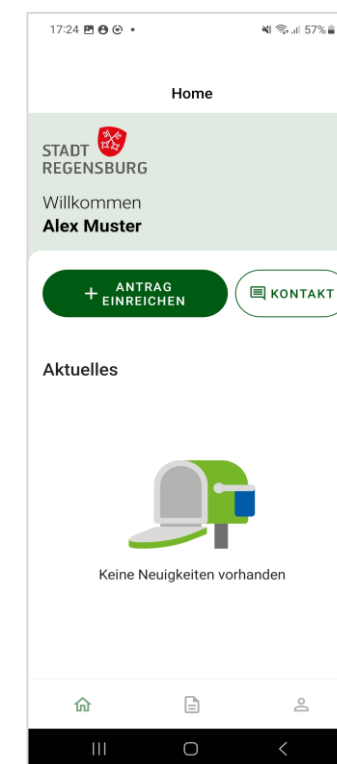 17:24
57%
Home
STADT
REGENSBURG
Willkommen
Alex Muster
+ ANTRAG
EINREICHEN
KONTAKT
Aktuelles
Keine Neuigkeiten vorhanden